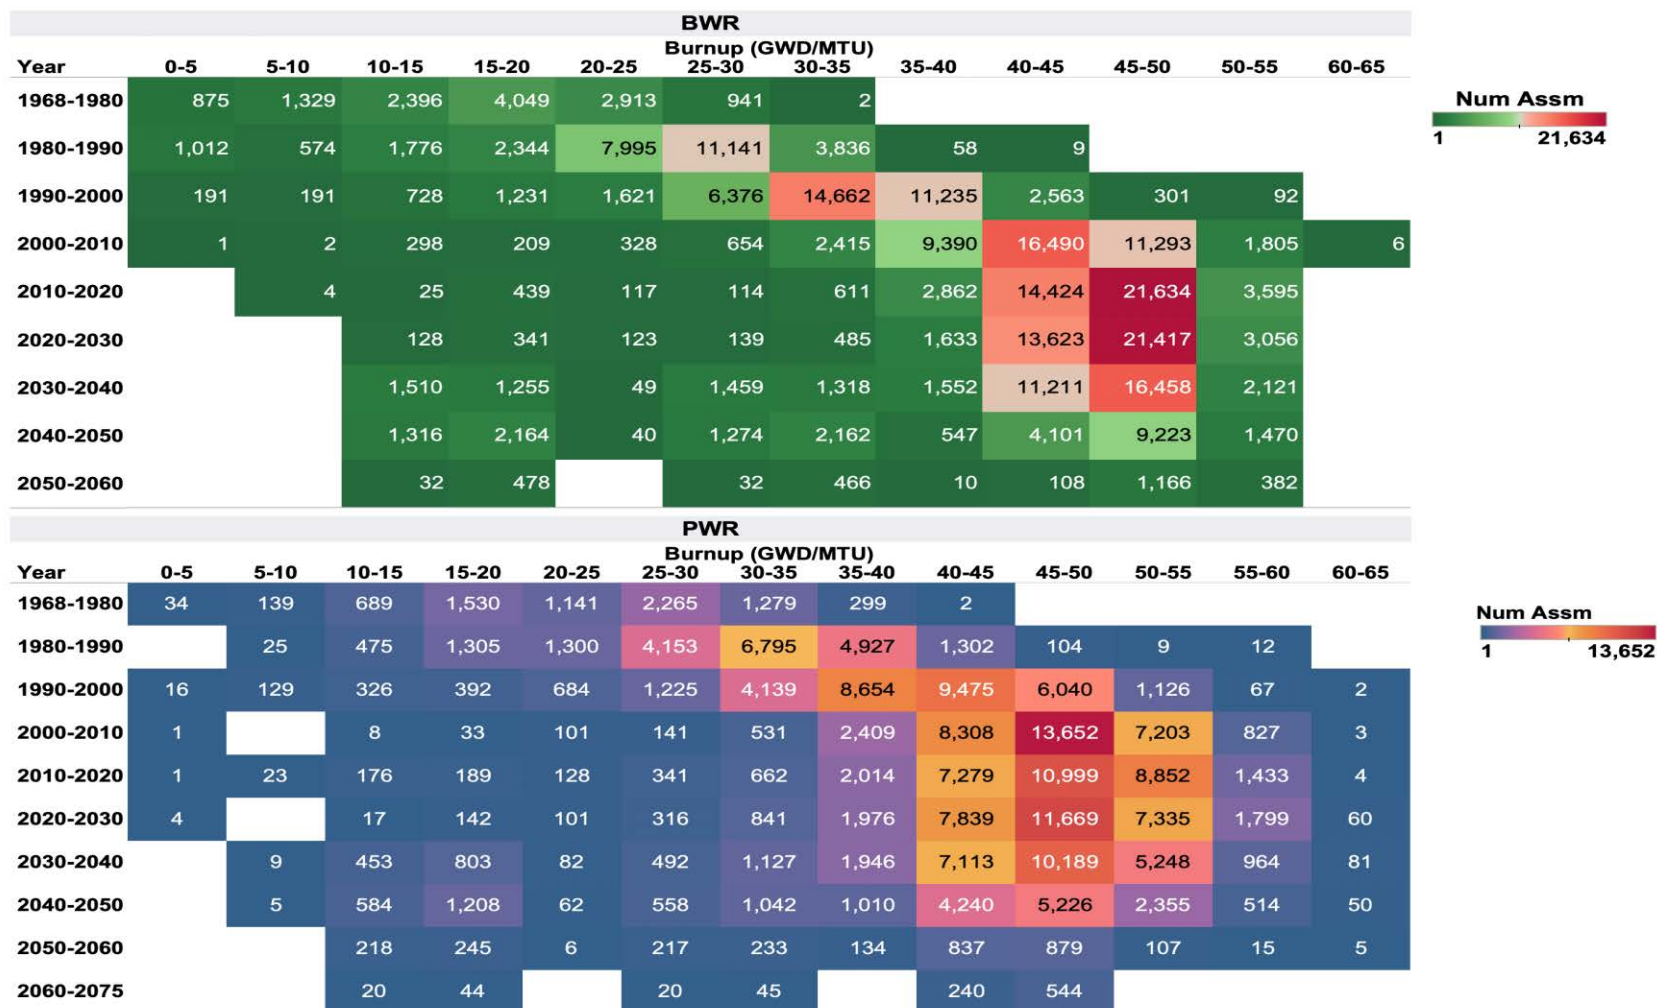 BWR
Burnup (GWD/MTU)
Year 0-5 5-10 10-15 15-20 20-25 25-30 30-35 35-40 40-45 45-50 50-55 60-65
1968-1980 875 1,329 2,396 4,049 2,913 941 2
1980-1990 1,012 574 1,776 2,344 7,995 11,141 3,836 58 9
1990-2000 191 191 728 1,231 1,621 6,376 14,662 11,235 2,563 301 92
2000-2010 1 2 298 209 328 654 2,415 9,390 16,490 11,293 1,805 6
2010-2020 4 25 439 117 114 611 2,862 14,424 21,634 3,595
2020-2030 128 341 123 139 485 1,633 13,623 21,417 3,056
2030-2040 1,510 1,255 49 1,459 1,318 1,552 11,211 16,458 2,121
2040-2050 1,316 2,164 40 1,274 2,162 547 4,101 9,223 1,470
2050-2060 32 478 32 466 10 108 1,166 382
Num Assm
1 21,634
PWR
Burnup (GWD/MTU)
Year 0-5 5-10 10-15 15-20 20-25 25-30 30-35 35-40 40-45 45-50 50-55 55-60 60-65
1968-1980 34 139 689 1,530 1,141 2,265 1,279 299 2
1980-1990 25 475 1,305 1,300 4,153 6,795 4,927 1,302 104 9 12
1990-2000 16 129 326 392 684 1,225 4,139 8,654 9,475 6,040 1,126 67 2
2000-2010 1 8 33 101 141 531 2,409 8,308 13,652 7,203 827 3
2010-2020 1 23 176 189 128 341 662 2,014 7,279 10,999 8,852 1,433 4
2020-2030 4 17 142 101 316 841 1,976 7,839 11,669 7,335 1,799 60
2030-2040 9 453 803 82 492 1,127 1,946 7,113 10,189 5,248 964 81
2040-2050 5 584 1,208 62 558 1,042 1,010 4,240 5,226 2,355 514 50
2050-2060 218 245 6 217 233 134 837 879 107 15 5
2060-2075 20 44 20 45 240 544
Num Assm
1 13,652